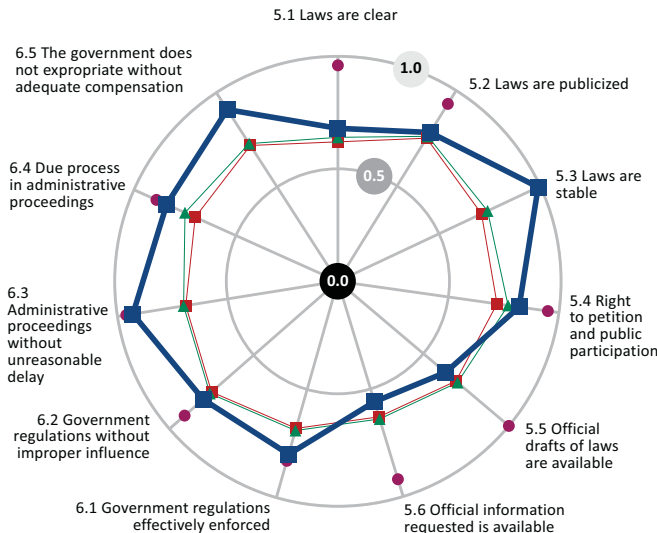 5.1 Laws are clear
1.0
5.2 Laws are publicized
0.5
5.3 Laws are
stable
0.0
5.4 Right
to petition
and public
participation
5.5 Official
drafts of laws
are available
5.6 Official information
requested is available
6.1 Government regulations
effectively enforced
6.2 Government
regulations without
improper influence
6.3
Administrative
proceedings
without
unreasonable
delay
6.4 Due process
in administrative
proceedings
6.5 The government does
not expropriate without
adequate compensation